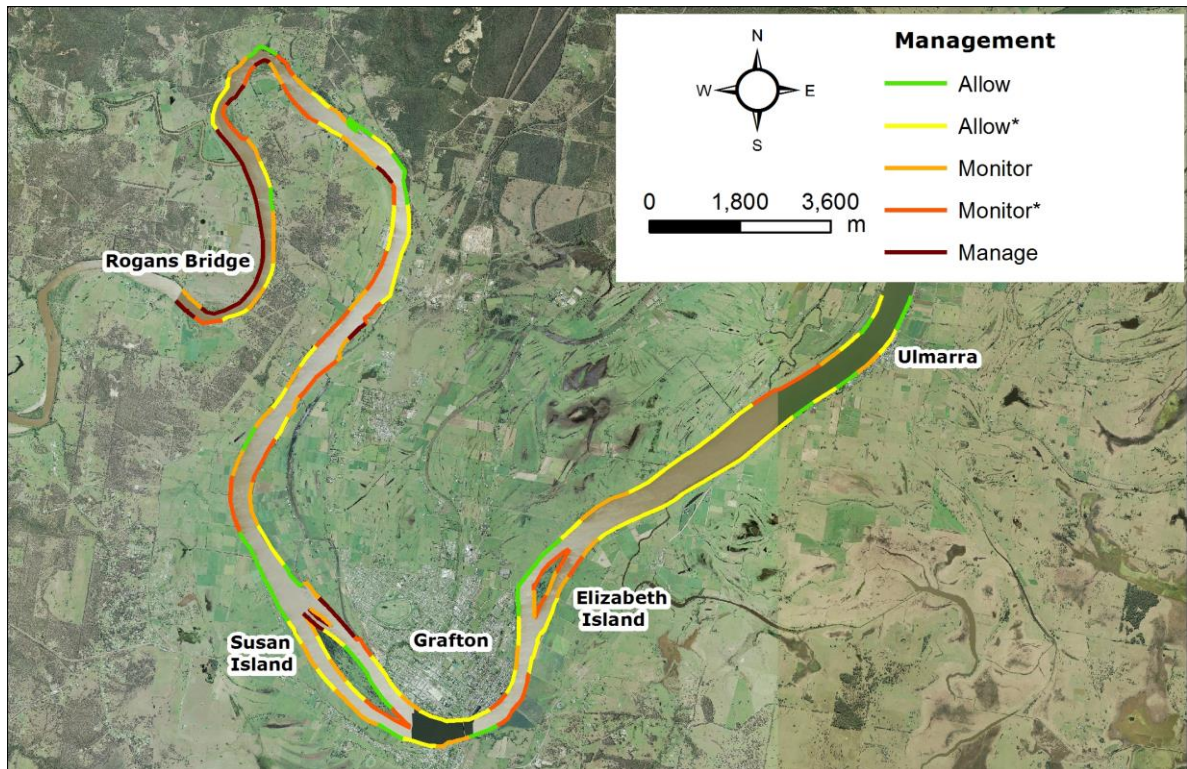 Management
N
W E
S
Allow
Allow*
Monitor
Monitor*
Manage
0 1,800 3,600
m
Rogans Bridge
Ulmarra
Elizabeth
Island
Grafton
Susan
Island